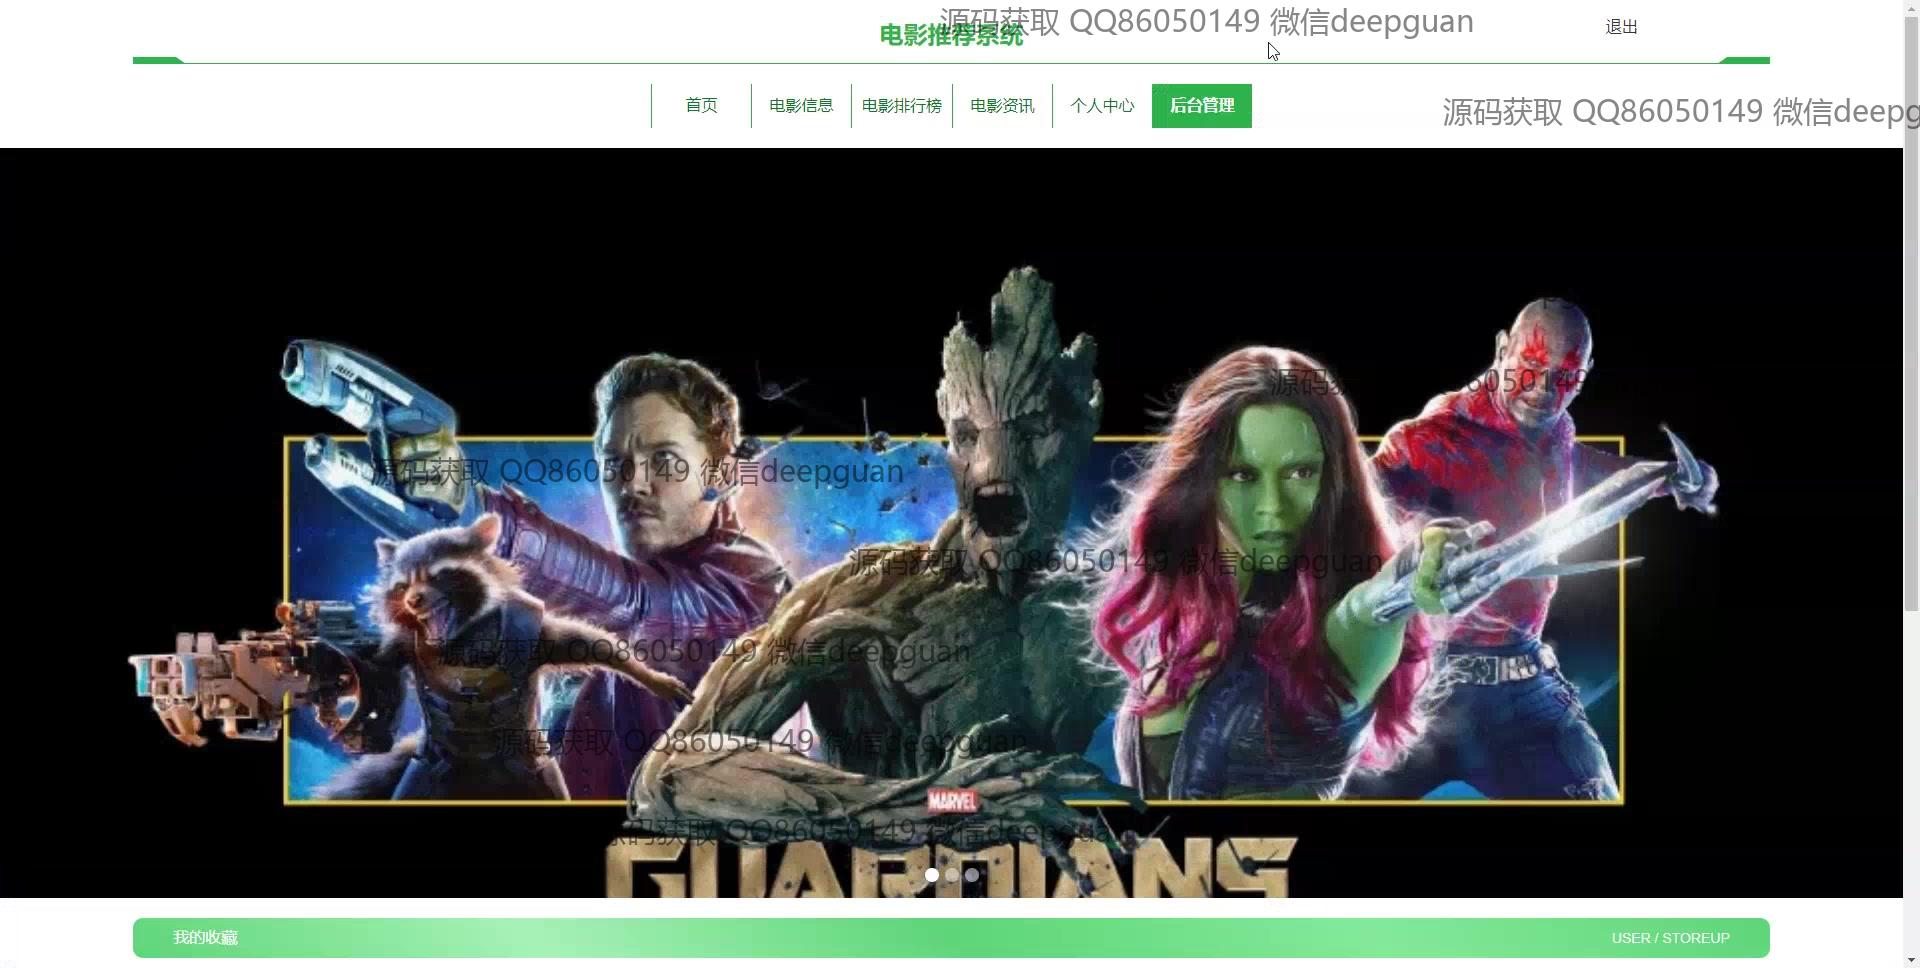 源码获取 QQ86050149 微信deepguan
电影推荐系统
退出
首页
电影信息
电影排行榜
电影资讯
个人中心
后台管理
源码获取 QQ86050149 微信deepg
源码获取 QQ86050149 微信deepguan
源码获取 QQ86050149 微信deepguan
源码获取 QQ86050149 微信deepguan
源码获取 QQ86050149 微信deepguan
MARVEL
源码获取 QQ86050149 微信deepguan
GUARDIANS
我的收藏
USER / STOREUP